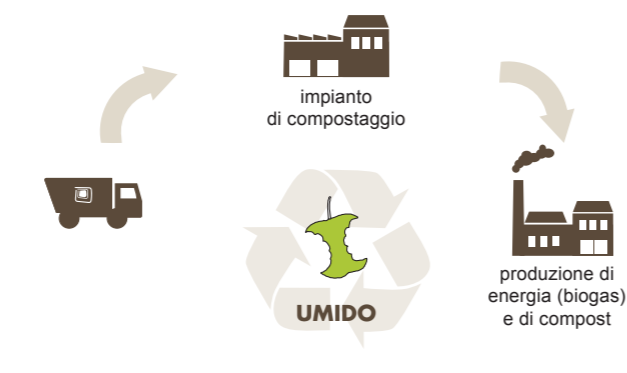 impianto
di compostaggio
UMIDO
produzione di
energia (biogas)
e di compost